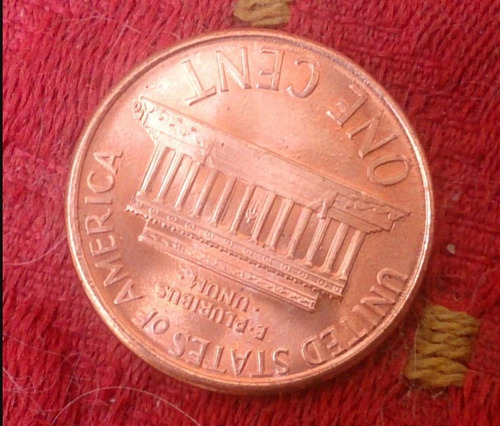 UNITED STATES of AMERICA
E·PLURIBUS
·UNUM·
ONE CENT